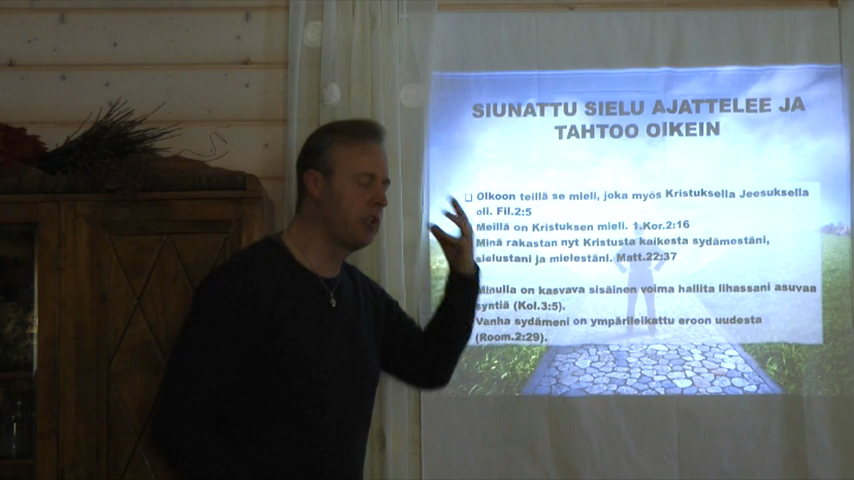 SIUNATTU SIELU AJATTELEE JA
TAHTOO OIKEIN
❑ Olkoon teillä se mieli, joka myös Kristuksella Jeesuksella
oli. Fil.2:5
Meillä on Kristuksen mieli. 1.Kor.2:16
Minä rakastan nyt Kristusta kaikesta sydämestäni,
sielustani ja mielestäni. Matt.22:37
Minulla on kasvava sisäinen voima hallita lihassani asuvaa
syntiä (Kol.3:5).
Vanha sydämeni on ympärileikattu eroon uudesta
(Room.2:29).